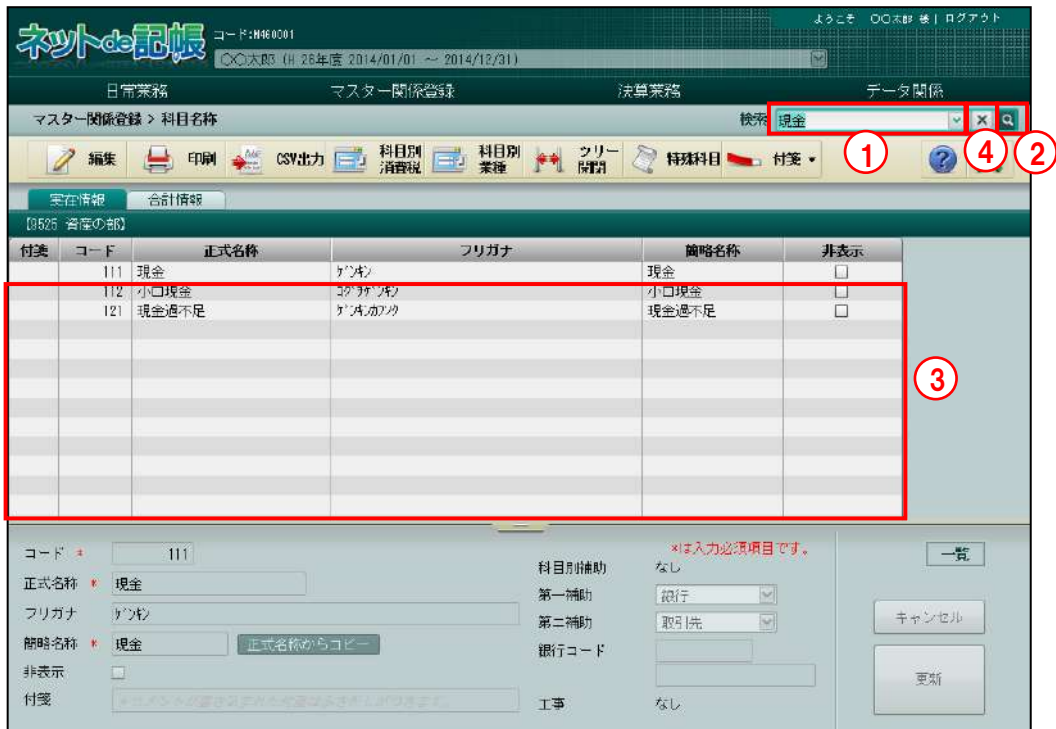 ようこそ 〇〇太郎 様 | ログアウト
ネットde記帳 コード:M460001
〇〇太郎 (H 26年度 2014/01/01 ～ 2014/12/31)
日常業務 マスター関係登録 決算業務 データ関係
マスター関係登録 > 科目名称 検索 現金
① ④ ②
編集 印刷 CSV出力 科目別消費税 科目別業種 ツリー開閉 特殊科目 付箋
実在情報 合計情報
【9525 資産の部】
付箋 コード 正式名称 フリガナ 簡略名称 非表示
111 現金 ｹﾞﾝｷﾝ 現金
112 小口現金 ｺｸﾞﾁｹﾞﾝｷﾝ 小口現金
121 現金過不足 ｹﾞﾝｷﾝｶﾌﾞｿｸ 現金過不足
③
*は入力必須項目です。
コード * 111 科目別補助 なし 一覧
正式名称 * 現金 第一補助 銀行
フリガナ ｹﾞﾝｷﾝ 第二補助 取引先 キャンセル
簡略名称 * 現金 正式名称からコピー 銀行コード
非表示 更新
付箋 工事 なし